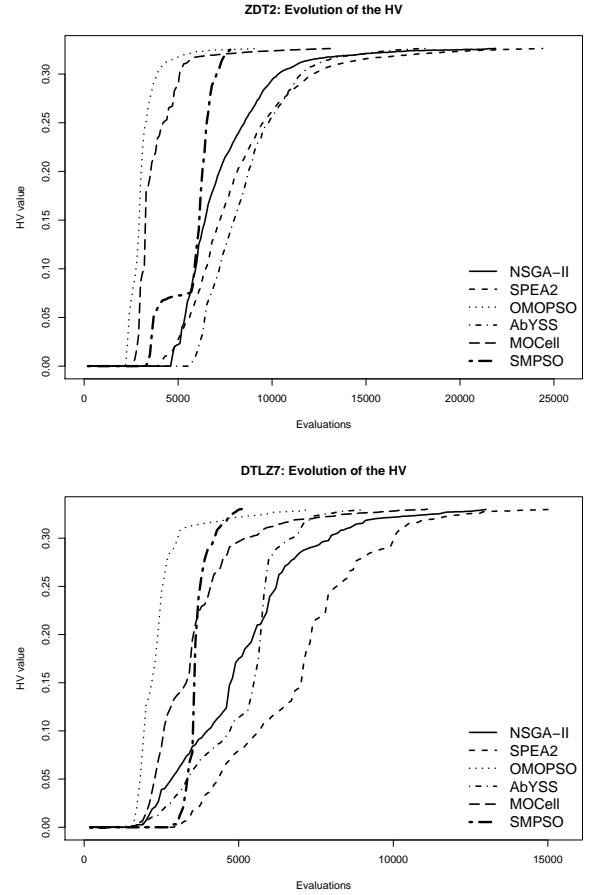 ZDT2: Evolution of the HV
0.30
0.25
0.20
0.15
0.10
0.05
0.00
HV value
NSGA−II
SPEA2
OMOPSO
AbYSS
MOCell
SMPSO
0 5000 10000 15000 20000 25000
Evaluations
DTLZ7: Evolution of the HV
0.30
0.25
0.20
0.15
0.10
0.05
0.00
HV value
NSGA−II
SPEA2
OMOPSO
AbYSS
MOCell
SMPSO
0 5000 10000 15000
Evaluations